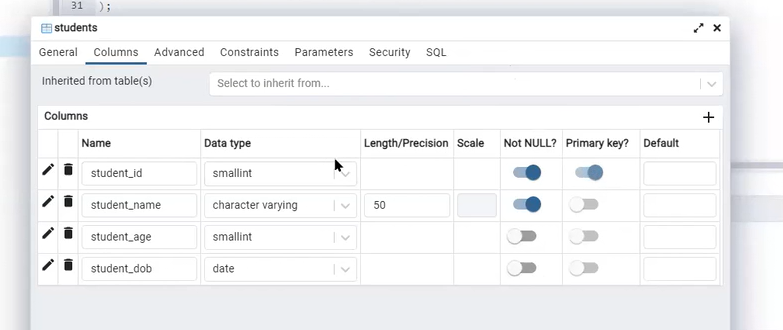 31 );
students
General Columns Advanced Constraints Parameters Security SQL
Inherited from table(s) Select to inherit from...
Columns
Name Data type Length/Precision Scale Not NULL? Primary key? Default
student_id smallint
student_name character varying 50
student_age smallint
student_dob date